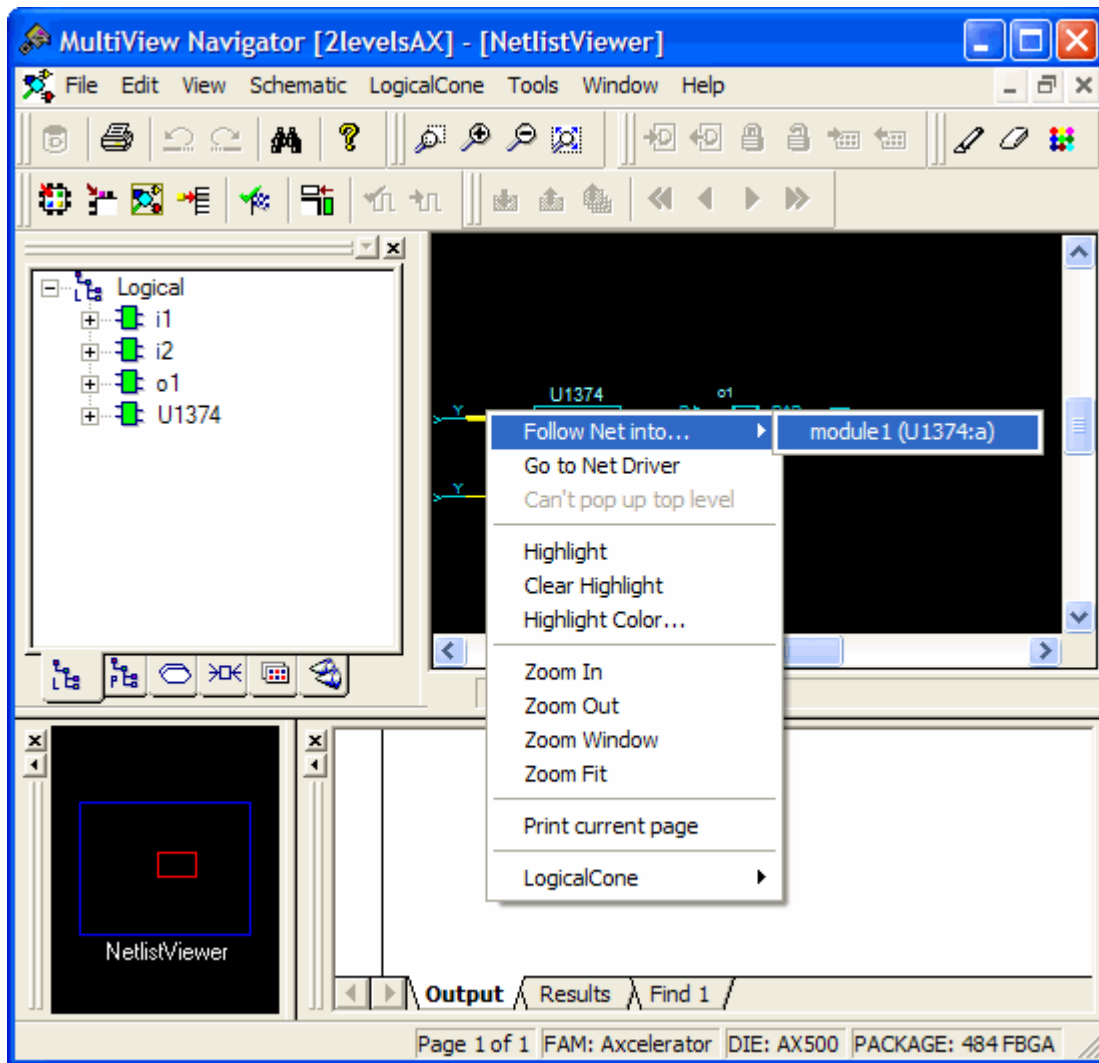 MultiView Navigator [2levelsAX] - [NetlistViewer]
File Edit View Schematic LogicalCone Tools Window Help
Logical
i1
i2
o1
U1374
U1374
o1
Y
Y
Follow Net into...
module1 (U1374:a)
Go to Net Driver
Can't pop up top level
Highlight
Clear Highlight
Highlight Color...
Zoom In
Zoom Out
Zoom Window
Zoom Fit
Print current page
LogicalCone
NetlistViewer
Output Results Find 1
Page 1 of 1 FAM: Axcelerator DIE: AX500 PACKAGE: 484 FBGA